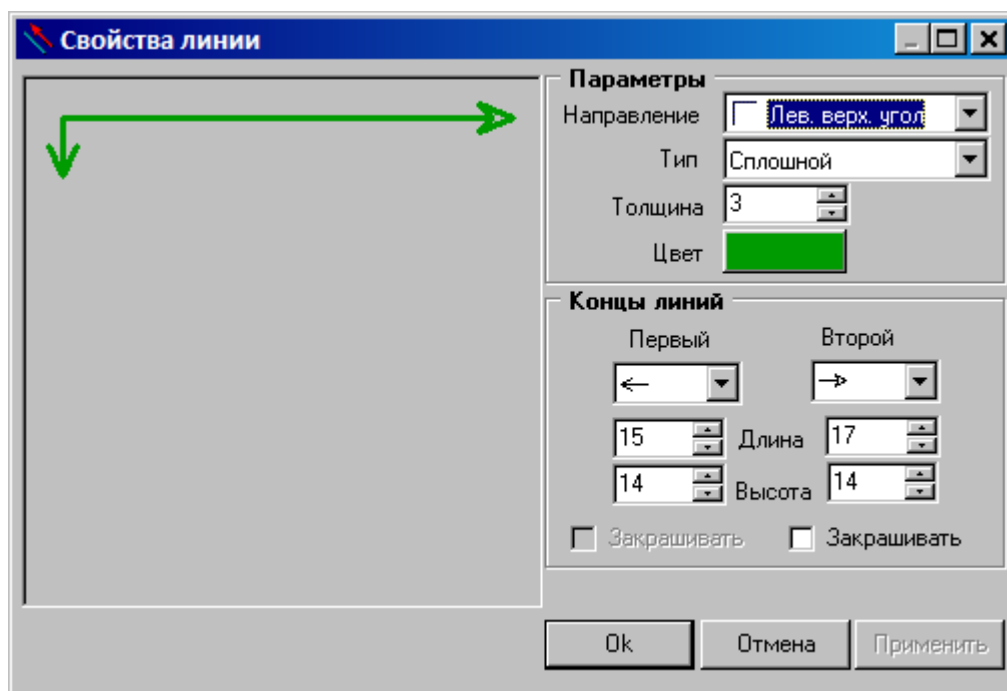 Свойства линии
Параметры
Направление Лев. верх. угол
Тип Сплошной
Толщина 3
Цвет
Концы линий
Первый Второй
15 Длина 17
14 Высота 14
Закрашивать Закрашивать
Ok Отмена Применить